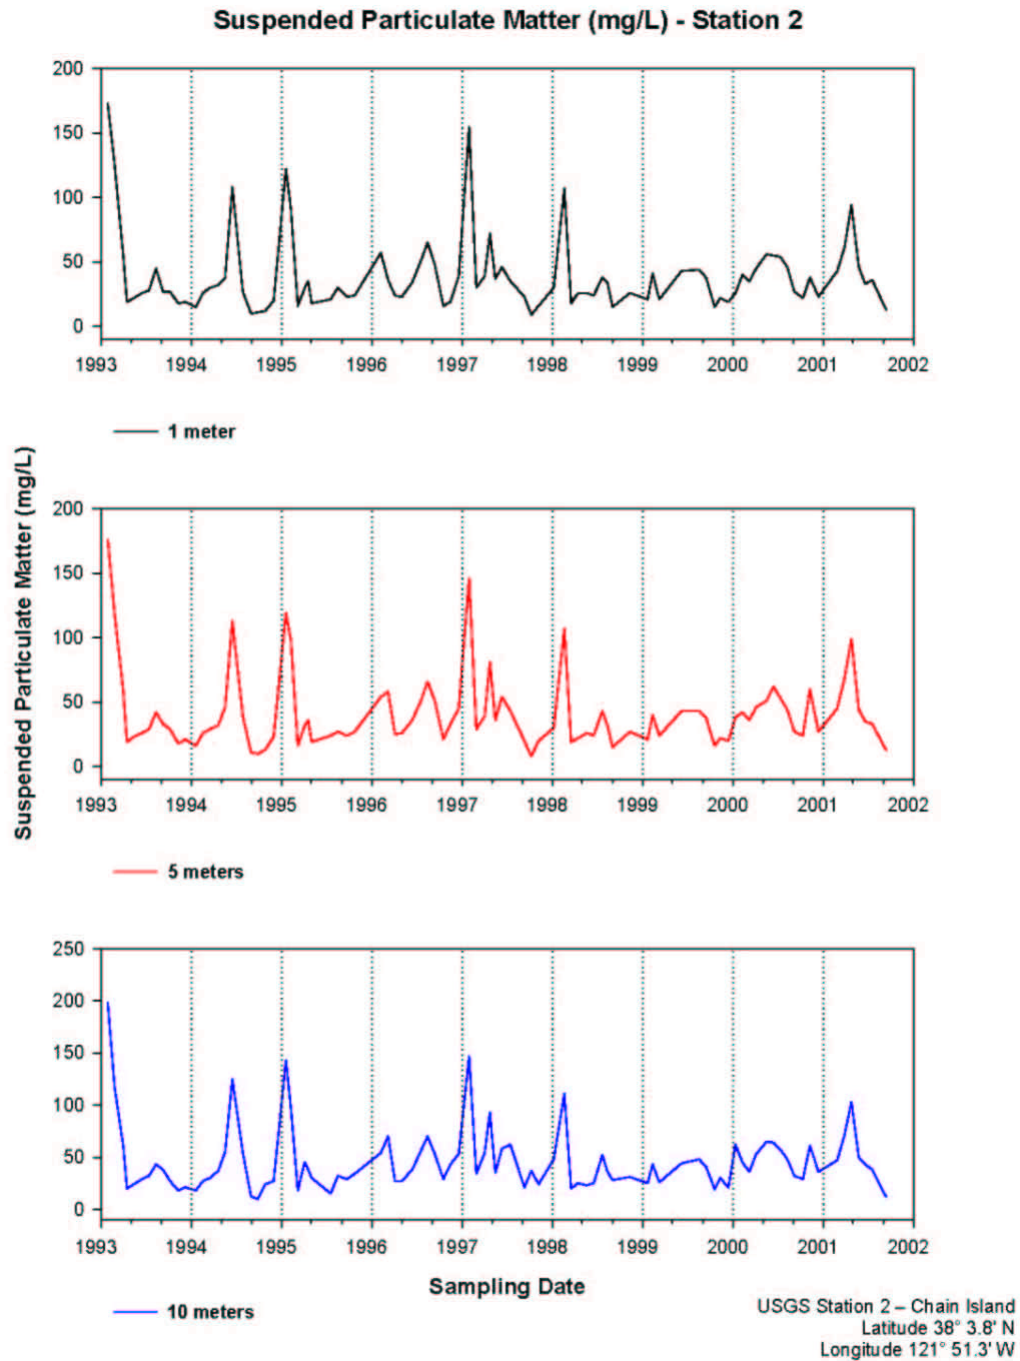 Suspended Particulate Matter (mg/L) - Station 2
200
150
100
50
0
1993 1994 1995 1996 1997 1998 1999 2000 2001 2002
1 meter
Suspended Particulate Matter (mg/L)
200
150
100
50
0
1993 1994 1995 1996 1997 1998 1999 2000 2001 2002
5 meters
250
200
150
100
50
0
1993 1994 1995 1996 1997 1998 1999 2000 2001 2002
Sampling Date
10 meters
USGS Station 2 – Chain Island
Latitude 38° 3.8' N
Longitude 121° 51.3' W